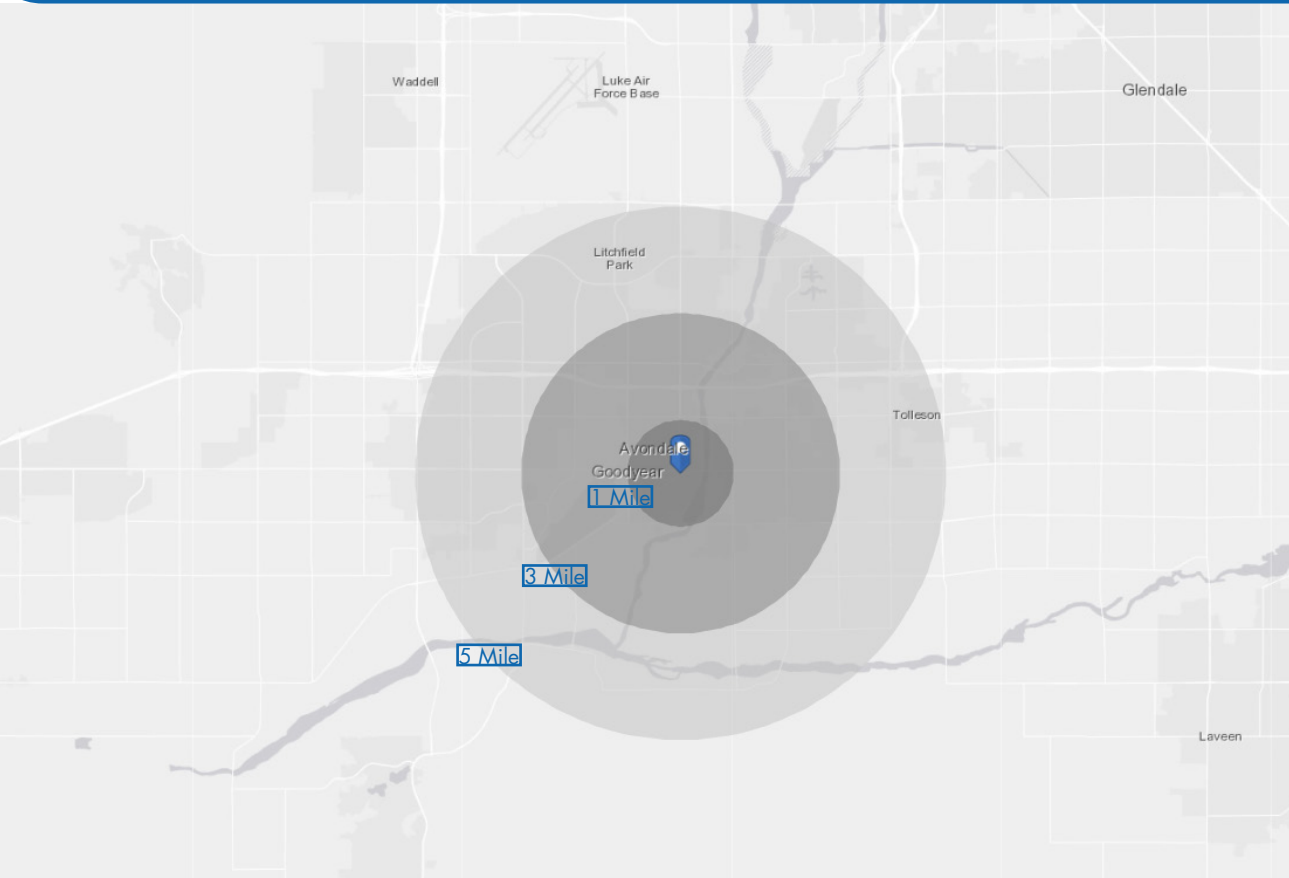 Waddell
Luke Air
Force Base
Glendale
Litchfield
Park
Tolleson
Avondale
Goodyear
1 Mile
3 Mile
5 Mile
Laveen